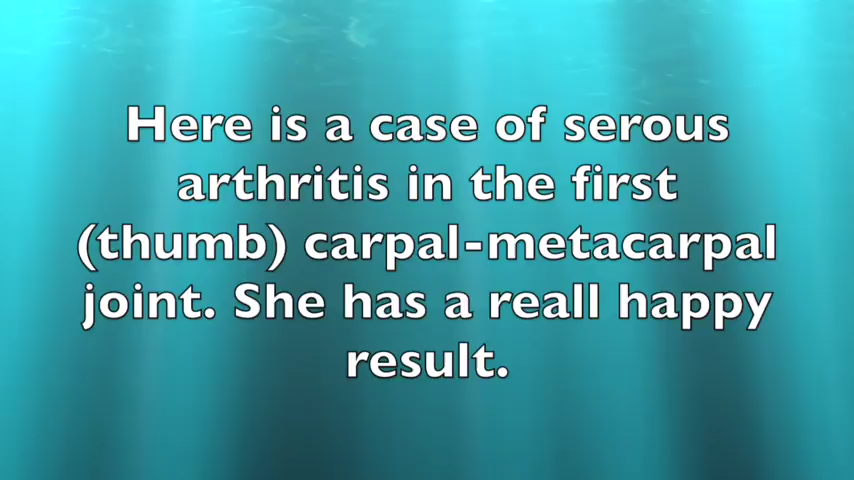 Here is a case of serous
arthritis in the first
(thumb) carpal-metacarpal
joint. She has a reall happy
result.